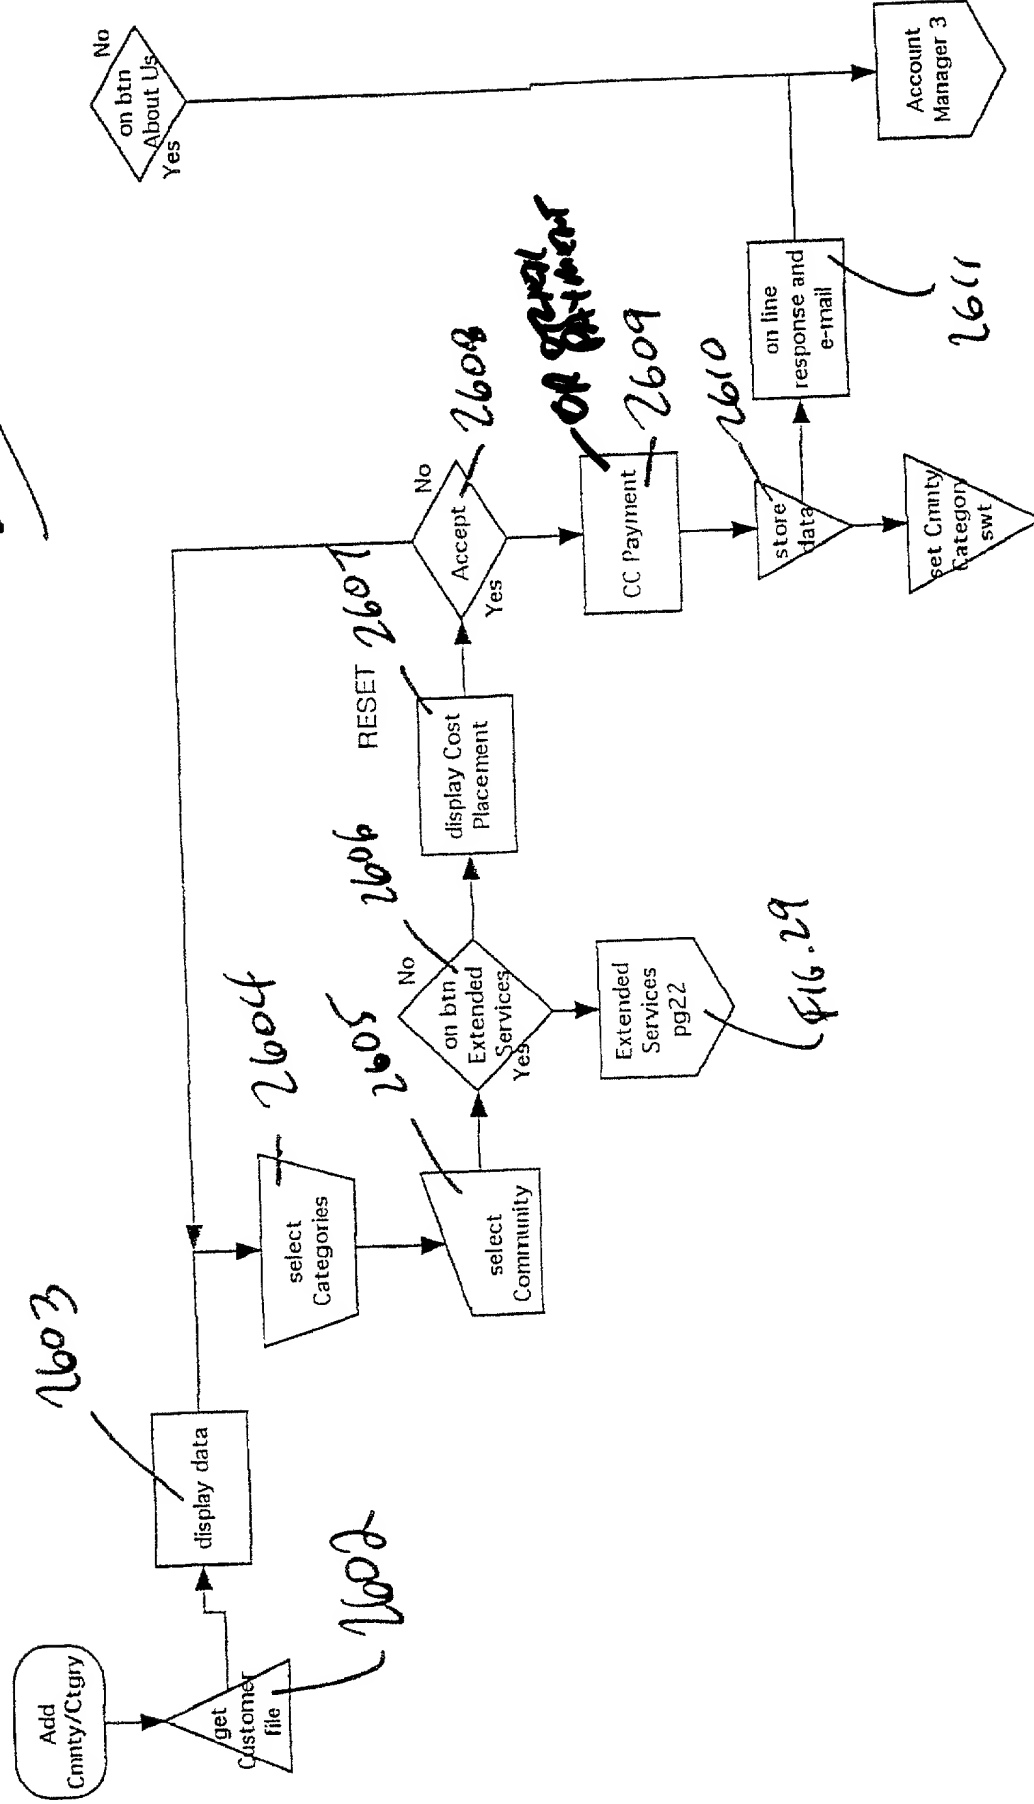 Add
Cmnty/Ctgry
get
Customer
file
2602
display data
2603
select
Categories
2604
select
Community
2605
on btn
Extended
Services
No
Yes
2606
Extended
Services
pg22
FIG. 29
display Cost
Placement
RESET
2607
Accept
No
Yes
2608
CC Payment
OR OTHER
PAYMENT
2609
store
data
2610
set Cmnty
Category
swt
on line
response and
e-mail
2611
on btn
About Us
No
Yes
Account
Manager 3